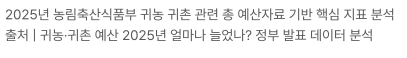 2025년 농림축산식품부 귀농 귀촌 관련 총 예산자료 기반 핵심 지표 분석
출처 | 귀농·귀촌 예산 2025년 얼마나 늘었나? 정부 발표 데이터 분석